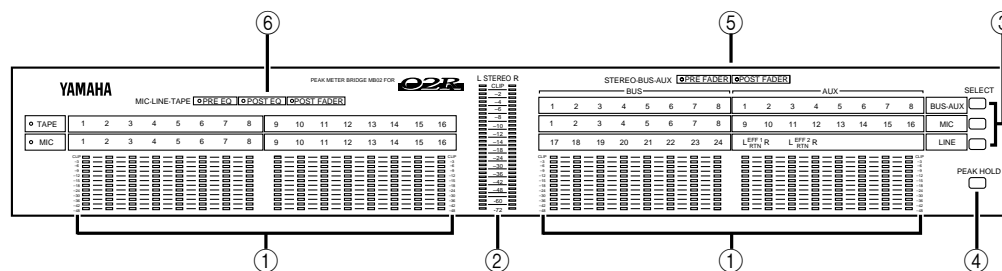 ⑥ ⑤ ③
YAMAHA
PEAK METER BRIDGE MB02 FOR 02R
MIC-LINE-TAPE PRE EQ POST EQ POST FADER
TAPE 1 2 3 4 5 6 7 8 9 10 11 12 13 14 15 16
MIC 1 2 3 4 5 6 7 8 9 10 11 12 13 14 15 16
CLIP CLIP
L STEREO R
CLIP
–2
–4
–6
–8
–10
–12
–14
–18
–24
–30
–36
–42
–48
–60
–72
STEREO-BUS-AUX PRE FADER POST FADER
BUS AUX SELECT
1 2 3 4 5 6 7 8 1 2 3 4 5 6 7 8 BUS-AUX
1 2 3 4 5 6 7 8 9 10 11 12 13 14 15 16 MIC
17 18 19 20 21 22 23 24 L EFF 1 RTN R L EFF 2 RTN R LINE
CLIP CLIP
PEAK HOLD
① ② ① ④